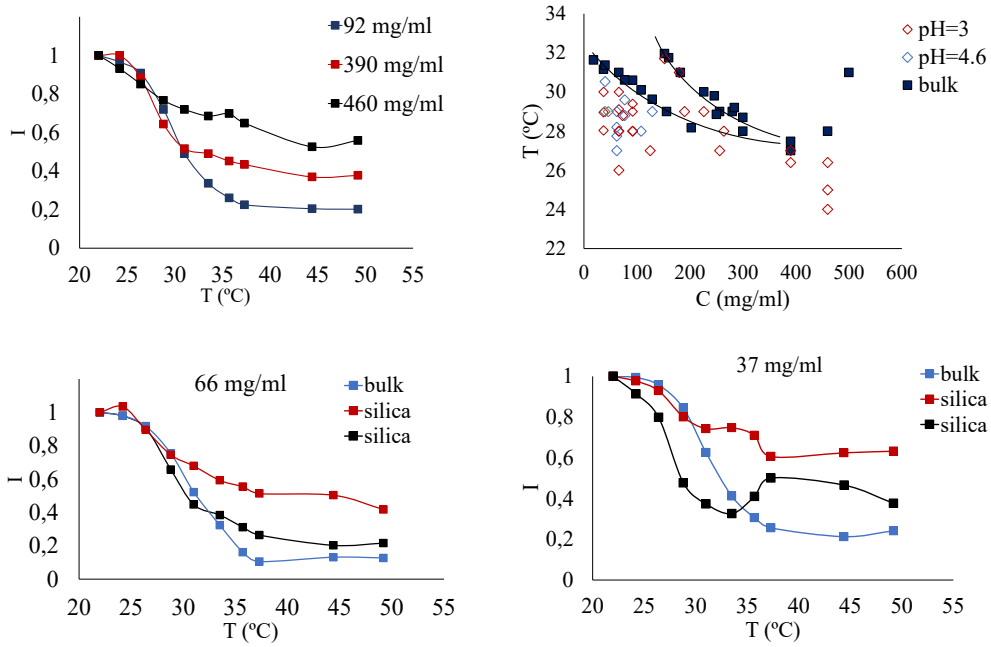 92 mg/ml
390 mg/ml
460 mg/ml
1
0,8
0,6
0,4
0,2
0
I
20 25 30 35 40 45 50 55
T (ºC)
pH=3
pH=4.6
bulk
34
32
30
28
26
24
22
T (ºC)
0 100 200 300 400 500 600
C (mg/ml)
66 mg/ml
bulk
silica
silica
1
0,8
0,6
0,4
0,2
0
I
20 25 30 35 40 45 50 55
T (ºC)
37 mg/ml
bulk
silica
silica
1
0,8
0,6
0,4
0,2
0
I
20 25 30 35 40 45 50 55
T (ºC)